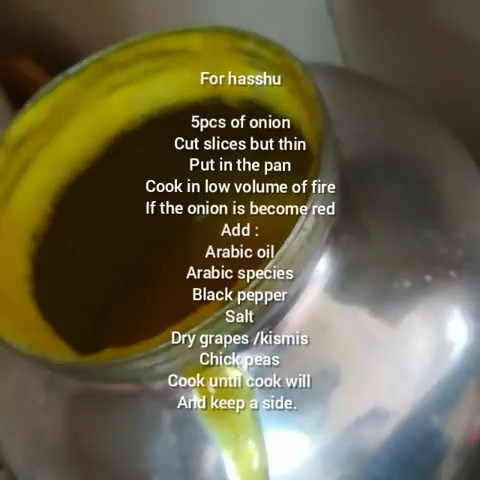 For hasshu
5pcs of onion
Cut slices but thin
Put in the pan
Cook in low volume of fire
If the onion is become red
Add :
Arabic oil
Arabic species
Black pepper
Salt
Dry grapes /kismis
Chick peas
Cook until cook will
And keep a side.